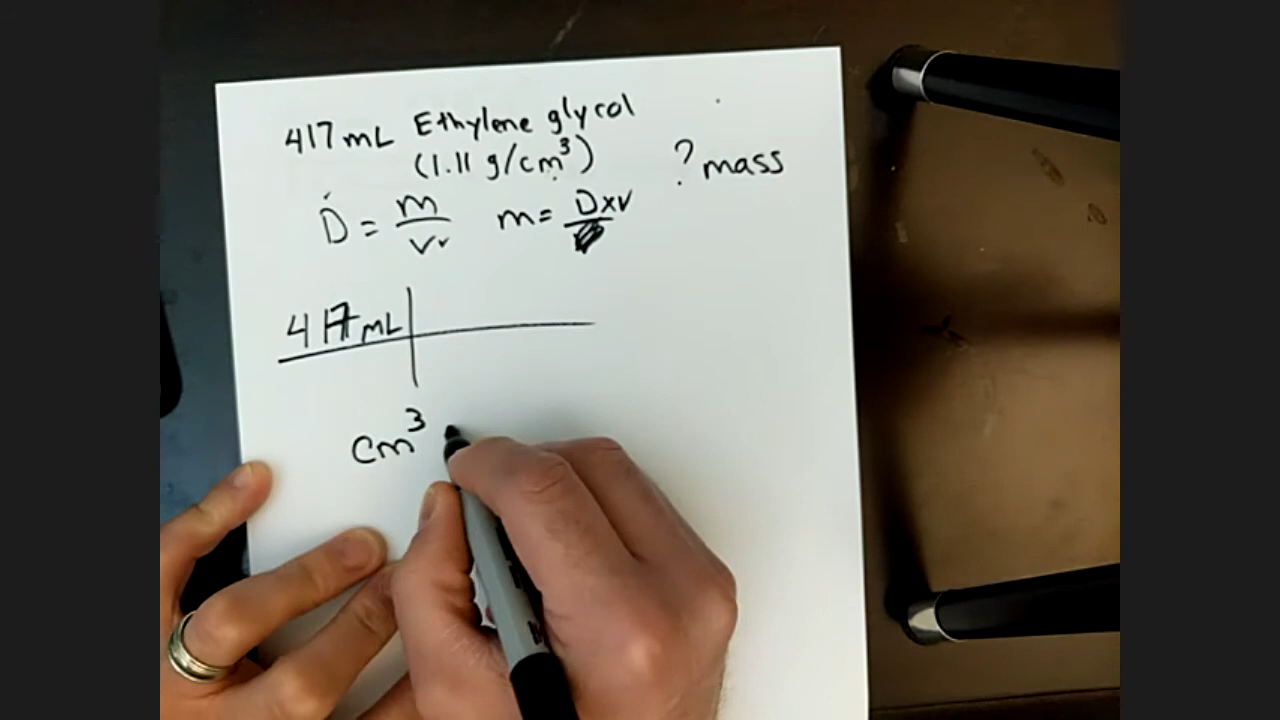 417 mL Ethylene glycol
(1.11 g/cm³) ? mass
D = m/v m = Dxv
417 mL
cm³